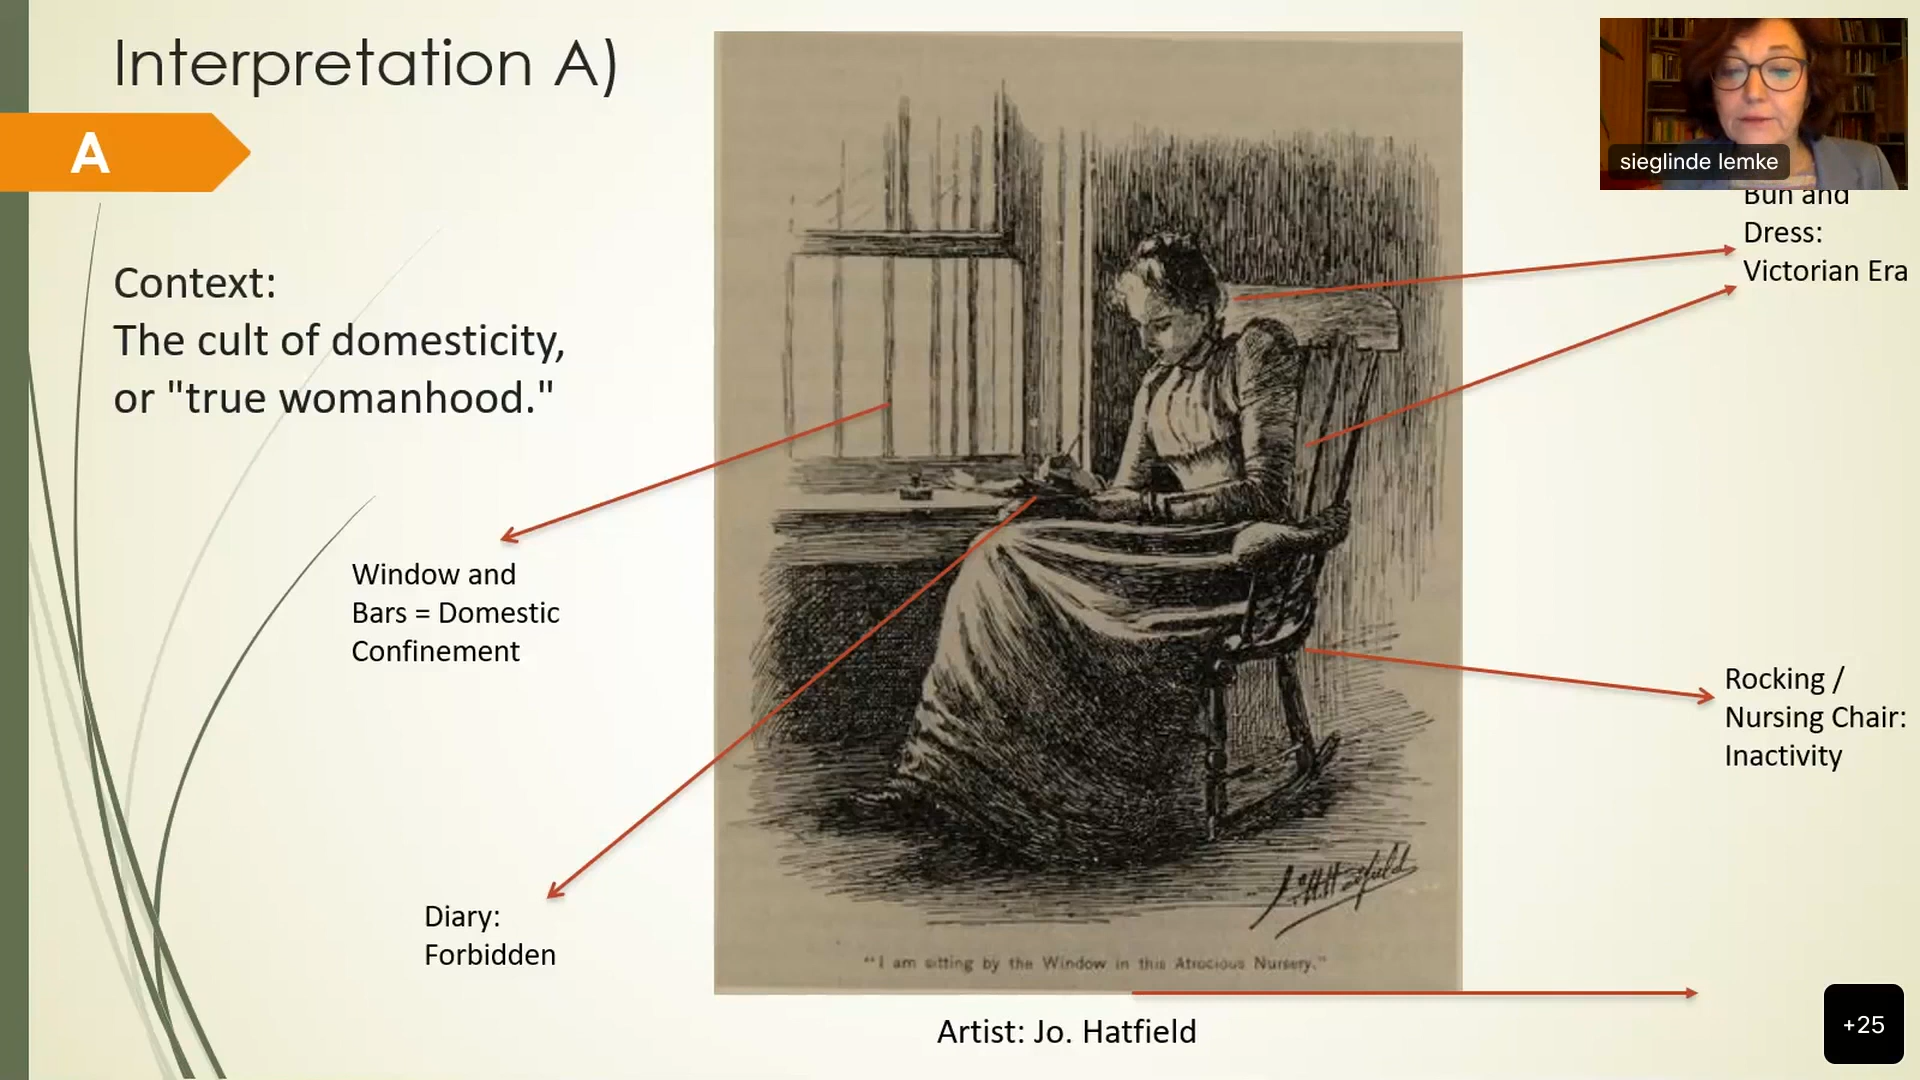 Interpretation A)
A
sieglinde lemke
Bun and
Dress:
Victorian Era
Context:
The cult of domesticity,
or "true womanhood."
Window and
Bars = Domestic
Confinement
Rocking /
Nursing Chair:
Inactivity
Diary:
Forbidden
Jo. H. Hatfield
"I am sitting by the Window in this Atrocious Nursery."
Artist: Jo. Hatfield
+25